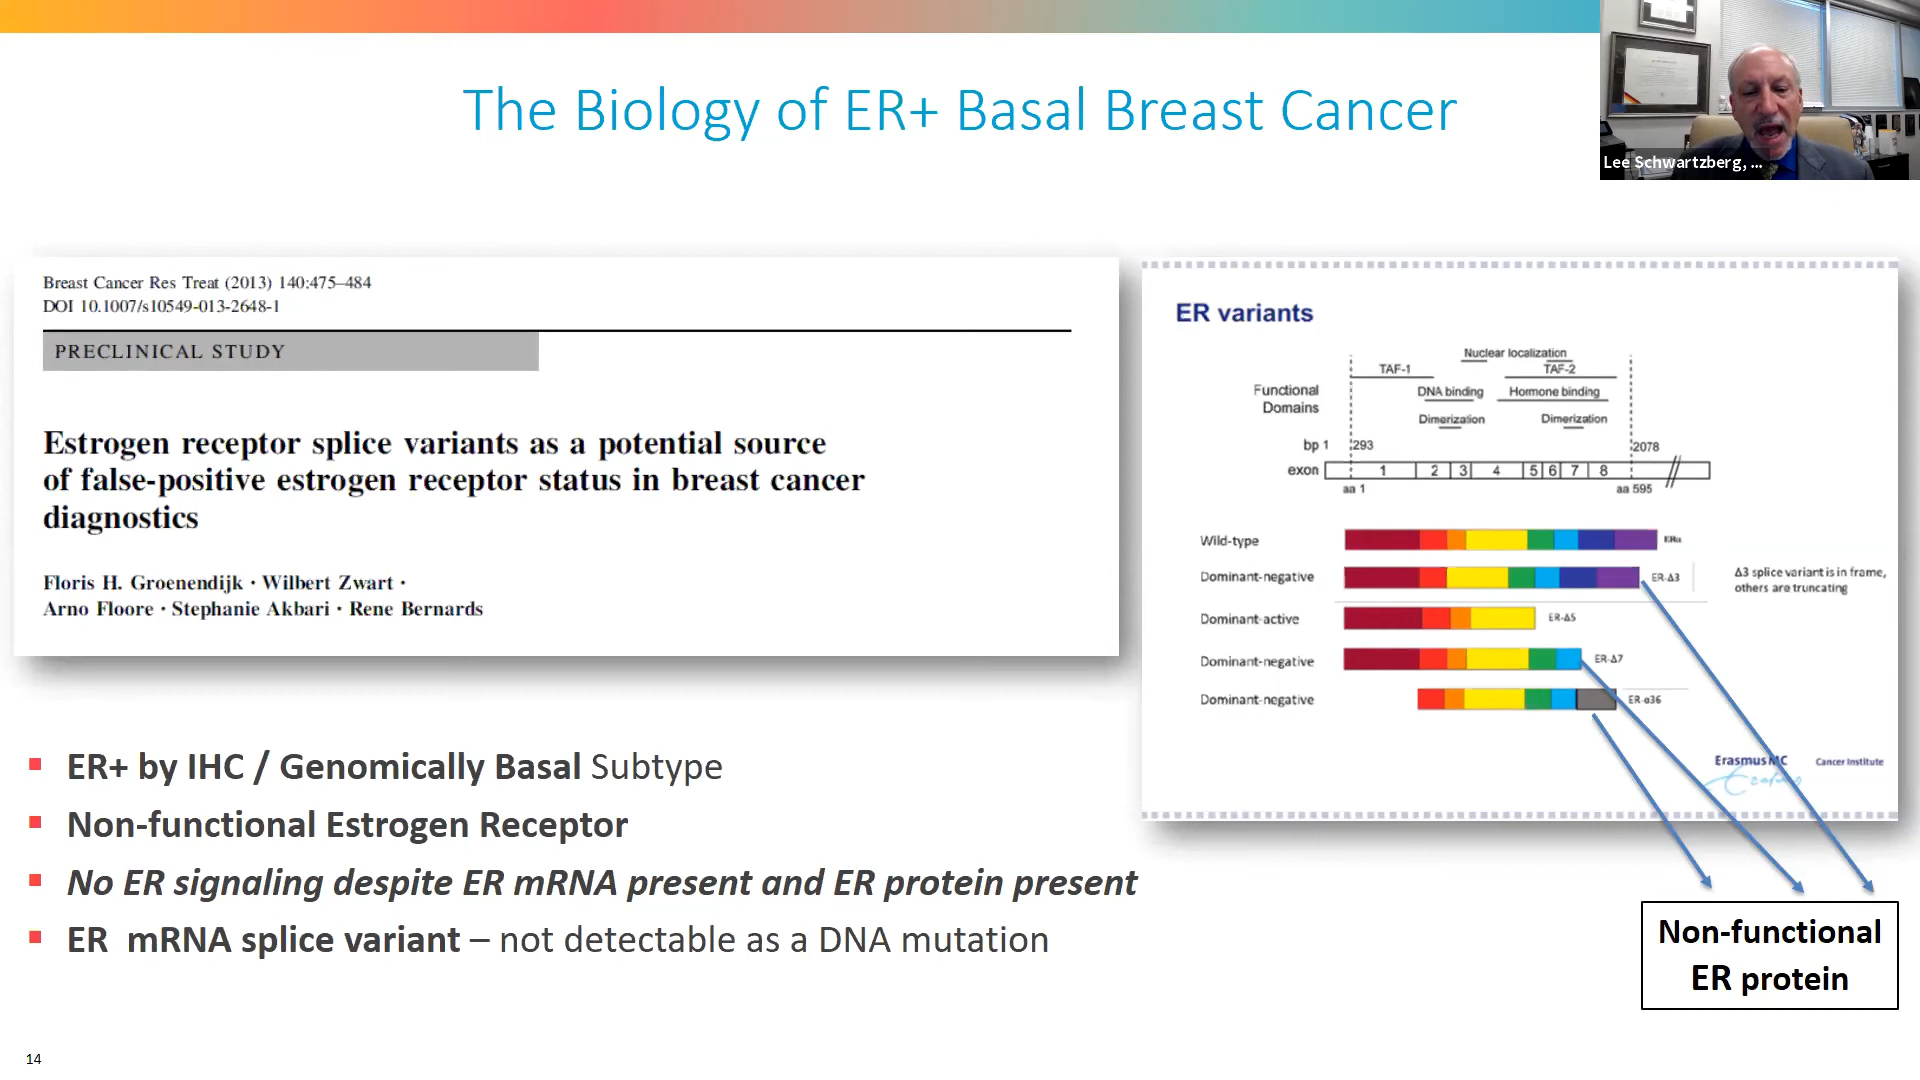 The Biology of ER+ Basal Breast Cancer
Lee Schwartzberg, ...
Breast Cancer Res Treat (2013) 140:475–484
DOI 10.1007/s10549-013-2648-1
PRECLINICAL STUDY
Estrogen receptor splice variants as a potential source
of false-positive estrogen receptor status in breast cancer
diagnostics
Floris H. Groenendijk · Wilbert Zwart ·
Arno Floore · Stephanie Akbari · Rene Bernards
ER+ by IHC / Genomically Basal Subtype
Non-functional Estrogen Receptor
No ER signaling despite ER mRNA present and ER protein present
ER mRNA splice variant – not detectable as a DNA mutation
ER variants
Nuclear localization
TAF-1 TAF-2
Functional Domains
DNA binding Hormone binding
Dimerization Dimerization
bp 1 293 2078
exon 1 2 3 4 5 6 7 8
aa 1 aa 595
Wild-type ERα
Dominant-negative ER-Δ3
Δ3 splice variant is in frame,
others are truncating
Dominant-active ER-Δ5
Dominant-negative ER-Δ7
Dominant-negative ER-α36
Erasmus MC Cancer Institute
Erasmus
Non-functional
ER protein
14